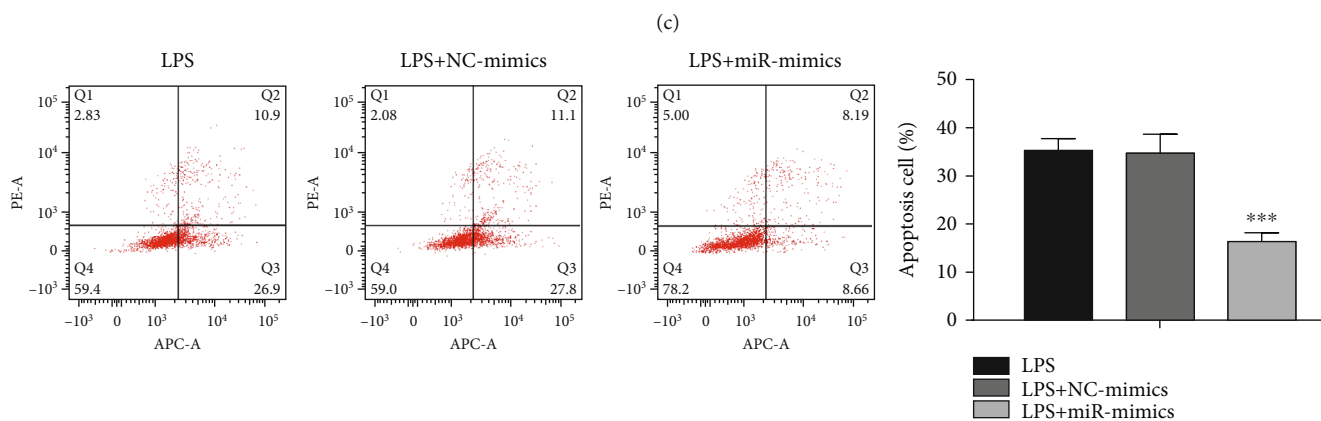 (c)
LPS
Q1
2.83
Q2
10.9
Q4
59.4
Q3
26.9
10⁵
10⁴
10³
0
–10³
PE-A
–10³ 0 10³ 10⁴ 10⁵
APC-A
LPS+NC-mimics
Q1
2.08
Q2
11.1
Q4
59.0
Q3
27.8
10⁵
10⁴
10³
0
–10³
PE-A
–10³ 0 10³ 10⁴ 10⁵
APC-A
LPS+miR-mimics
Q1
5.00
Q2
8.19
Q4
78.2
Q3
8.66
10⁵
10⁴
10³
0
–10³
PE-A
–10³ 0 10³ 10⁴ 10⁵
APC-A
50
40
30
20
10
0
Apoptosis cell (%)
***
LPS
LPS+NC-mimics
LPS+miR-mimics